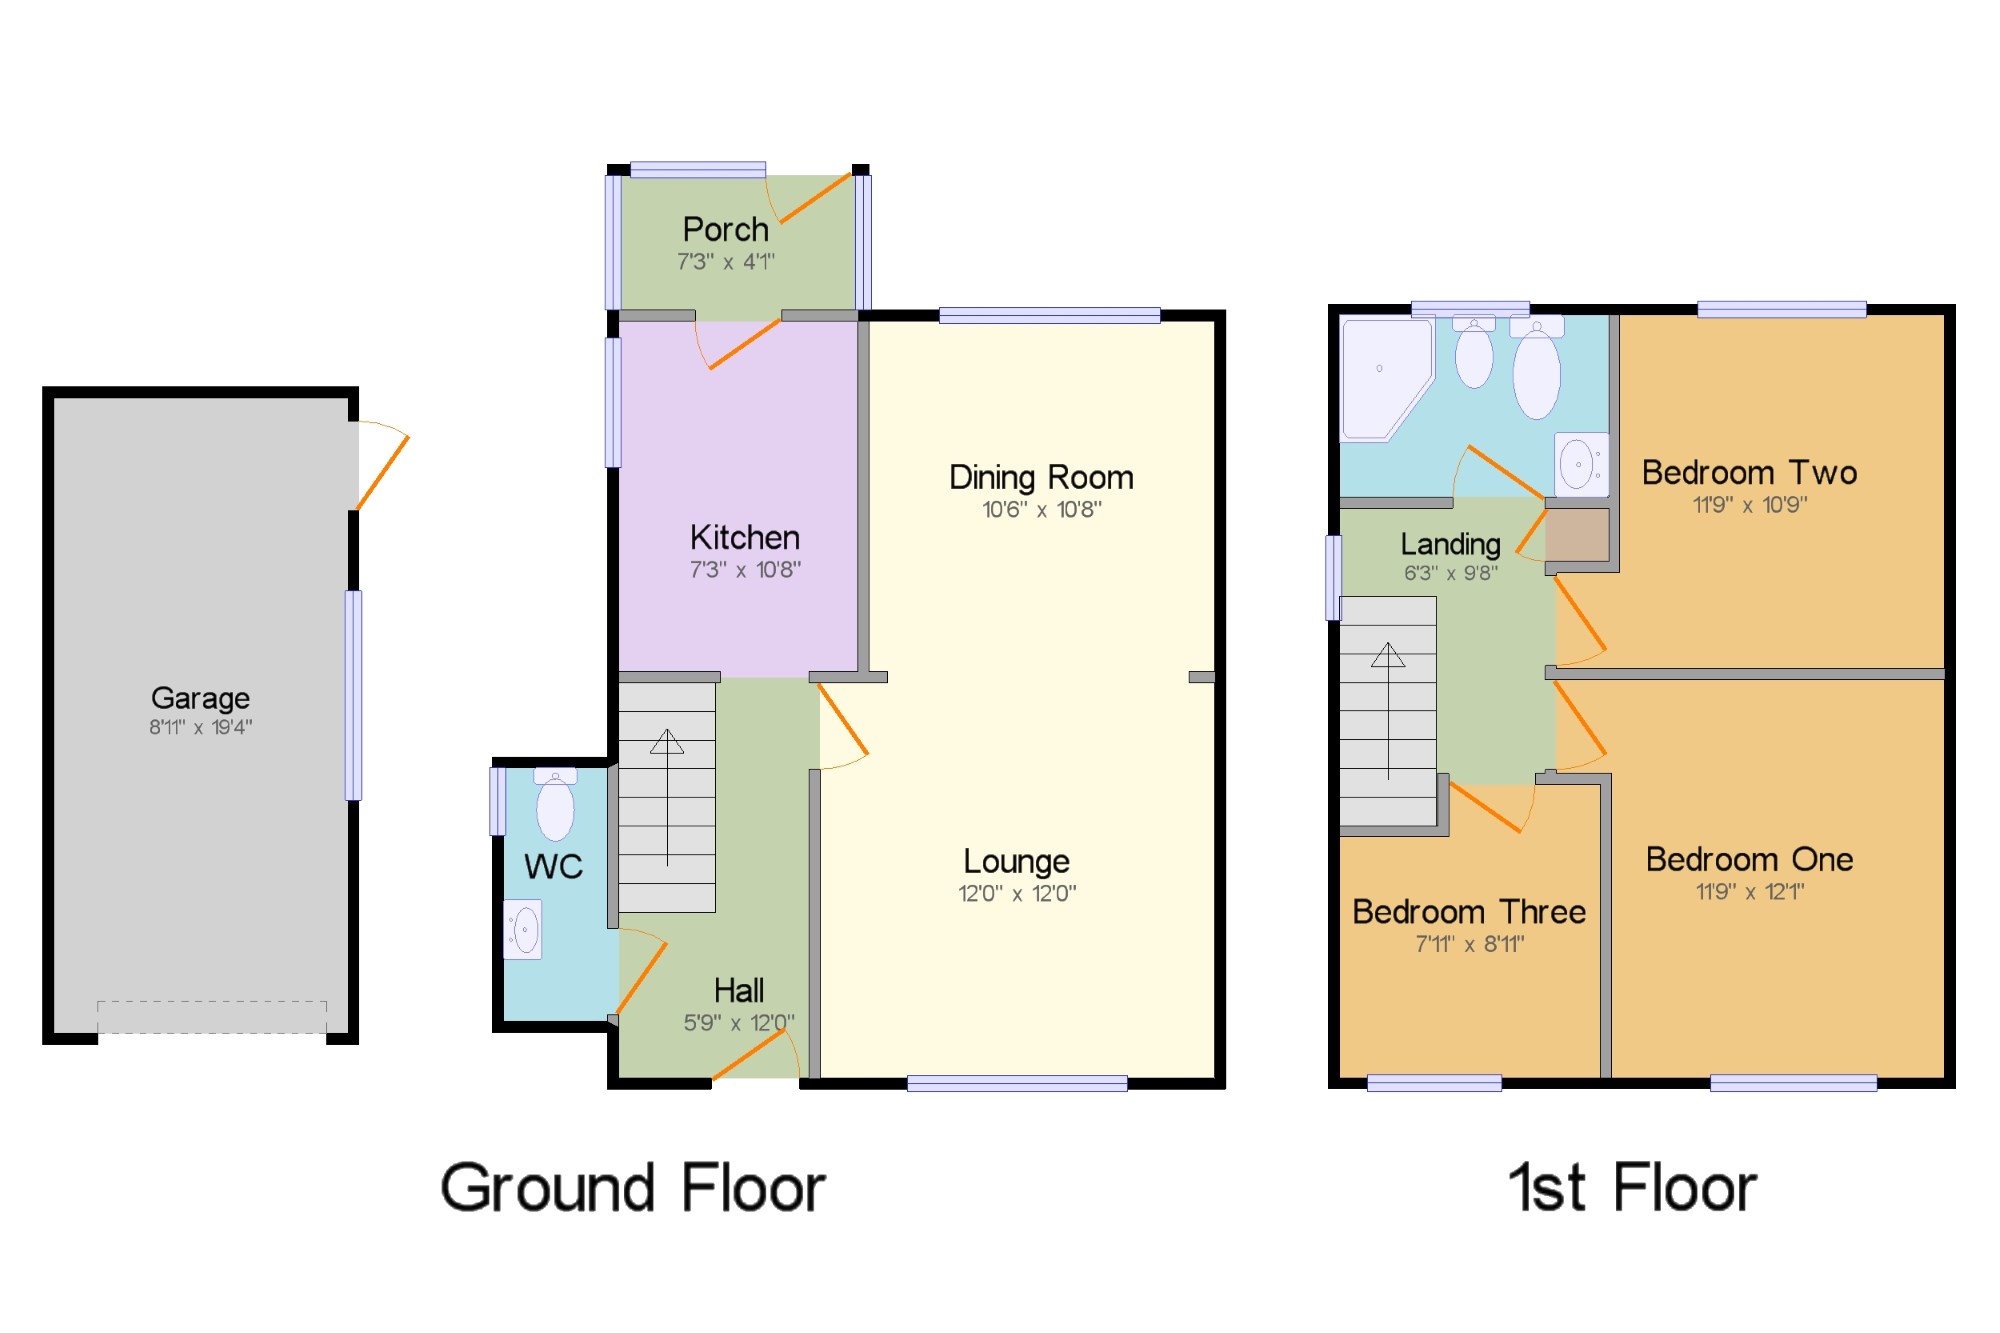 Porch
7'3" x 4'1"
Dining Room
10'6" x 10'8"
Kitchen
7'3" x 10'8"
Garage
8'11" x 19'4"
WC
Lounge
12'0" x 12'0"
Hall
5'9" x 12'0"
Ground Floor
Bedroom Two
11'9" x 10'9"
Landing
6'3" x 9'8"
Bedroom One
11'9" x 12'1"
Bedroom Three
7'11" x 8'11"
1st Floor